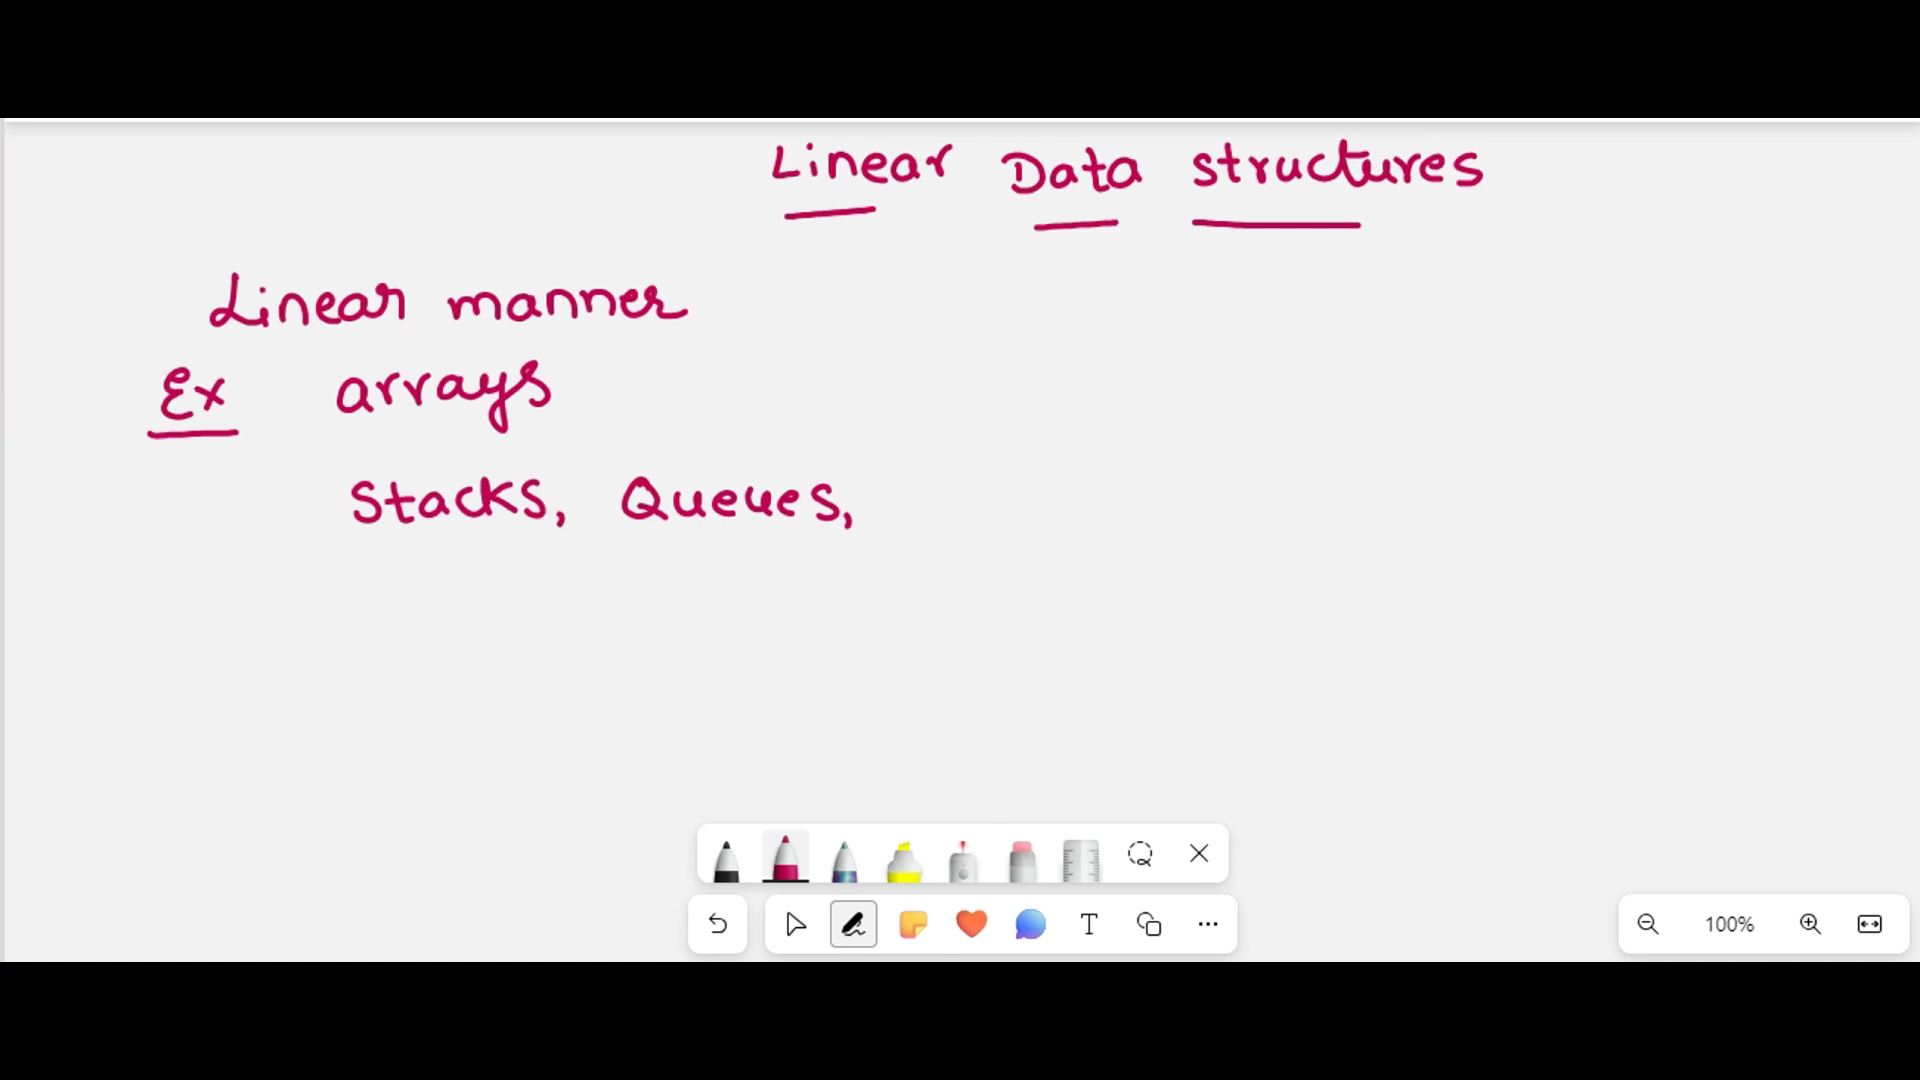 Linear Data structures
Linear manner
Ex arrays
Stacks, Queues,
T
100%